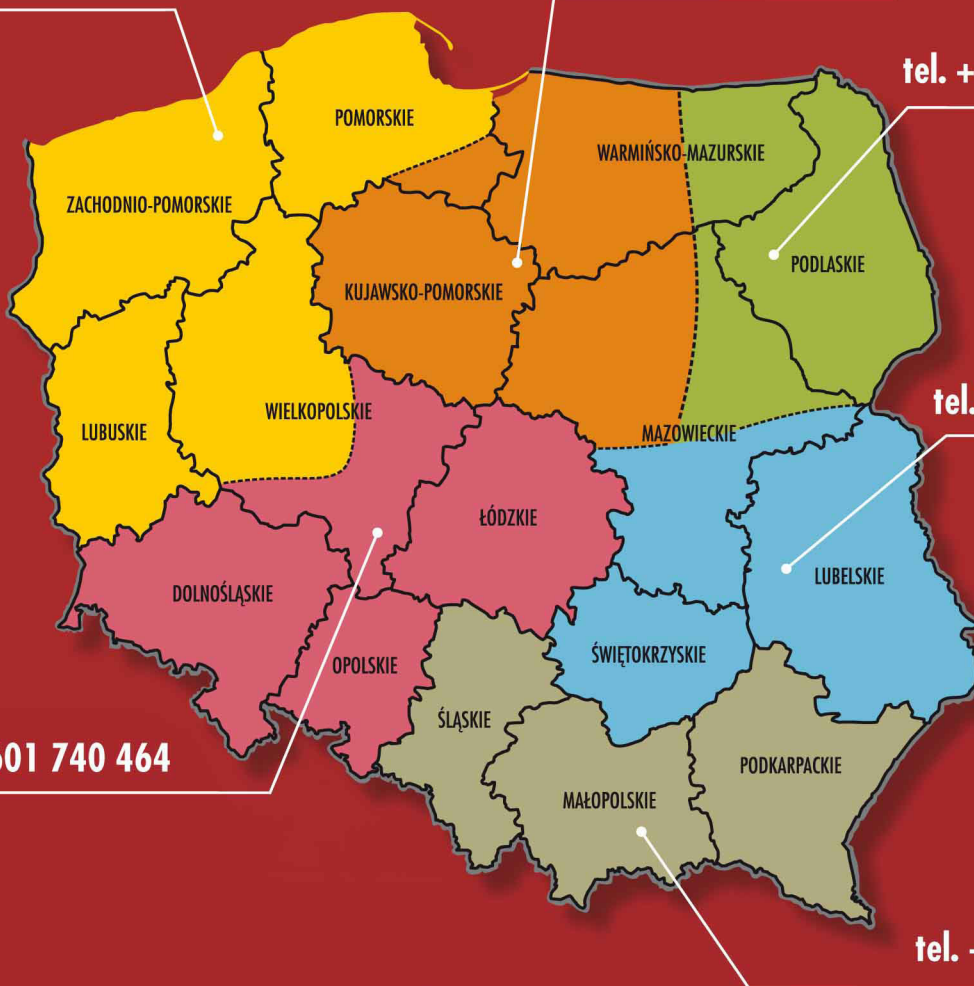 tel. +
POMORSKIE
WARMIŃSKO-MAZURSKIE
ZACHODNIO-POMORSKIE
PODLASKIE
KUJAWSKO-POMORSKIE
tel.
WIELKOPOLSKIE
LUBUSKIE
MAZOWIECKIE
ŁÓDZKIE
LUBELSKIE
DOLNOŚLĄSKIE
ŚWIĘTOKRZYSKIE
OPOLSKIE
ŚLĄSKIE
601 740 464
PODKARPACKIE
MAŁOPOLSKIE
tel.